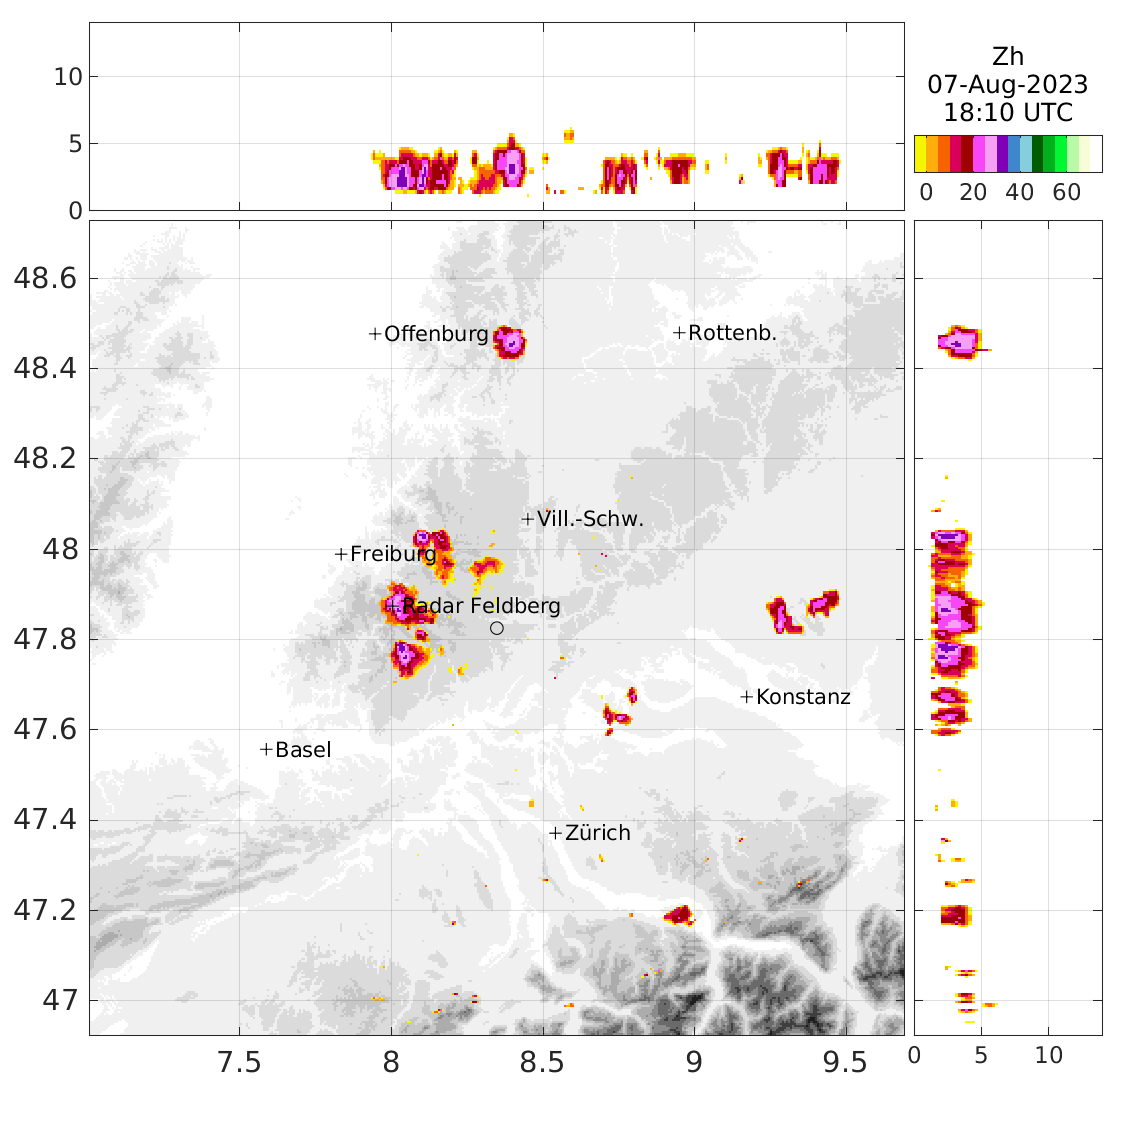 Zh
07-Aug-2023
18:10 UTC
0 20 40 60
10
5
0
48.6
48.4
48.2
48
47.8
47.6
47.4
47.2
47
Offenburg
Rottenb.
Vill.-Schw.
Freiburg
Radar Feldberg
Konstanz
Basel
Zürich
7.5 8 8.5 9 9.5
0 5 10